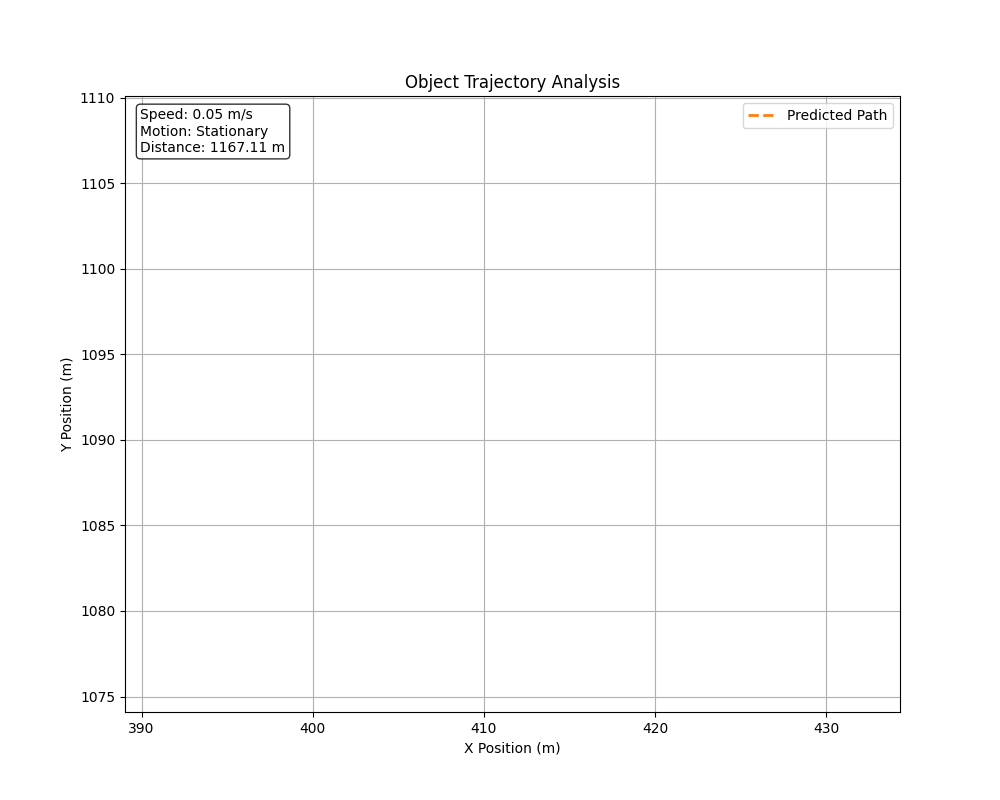 Object Trajectory Analysis
Speed: 0.05 m/s
Motion: Stationary
Distance: 1167.11 m
Predicted Path
Y Position (m)
1110
1105
1100
1095
1090
1085
1080
1075
390 400 410 420 430
X Position (m)